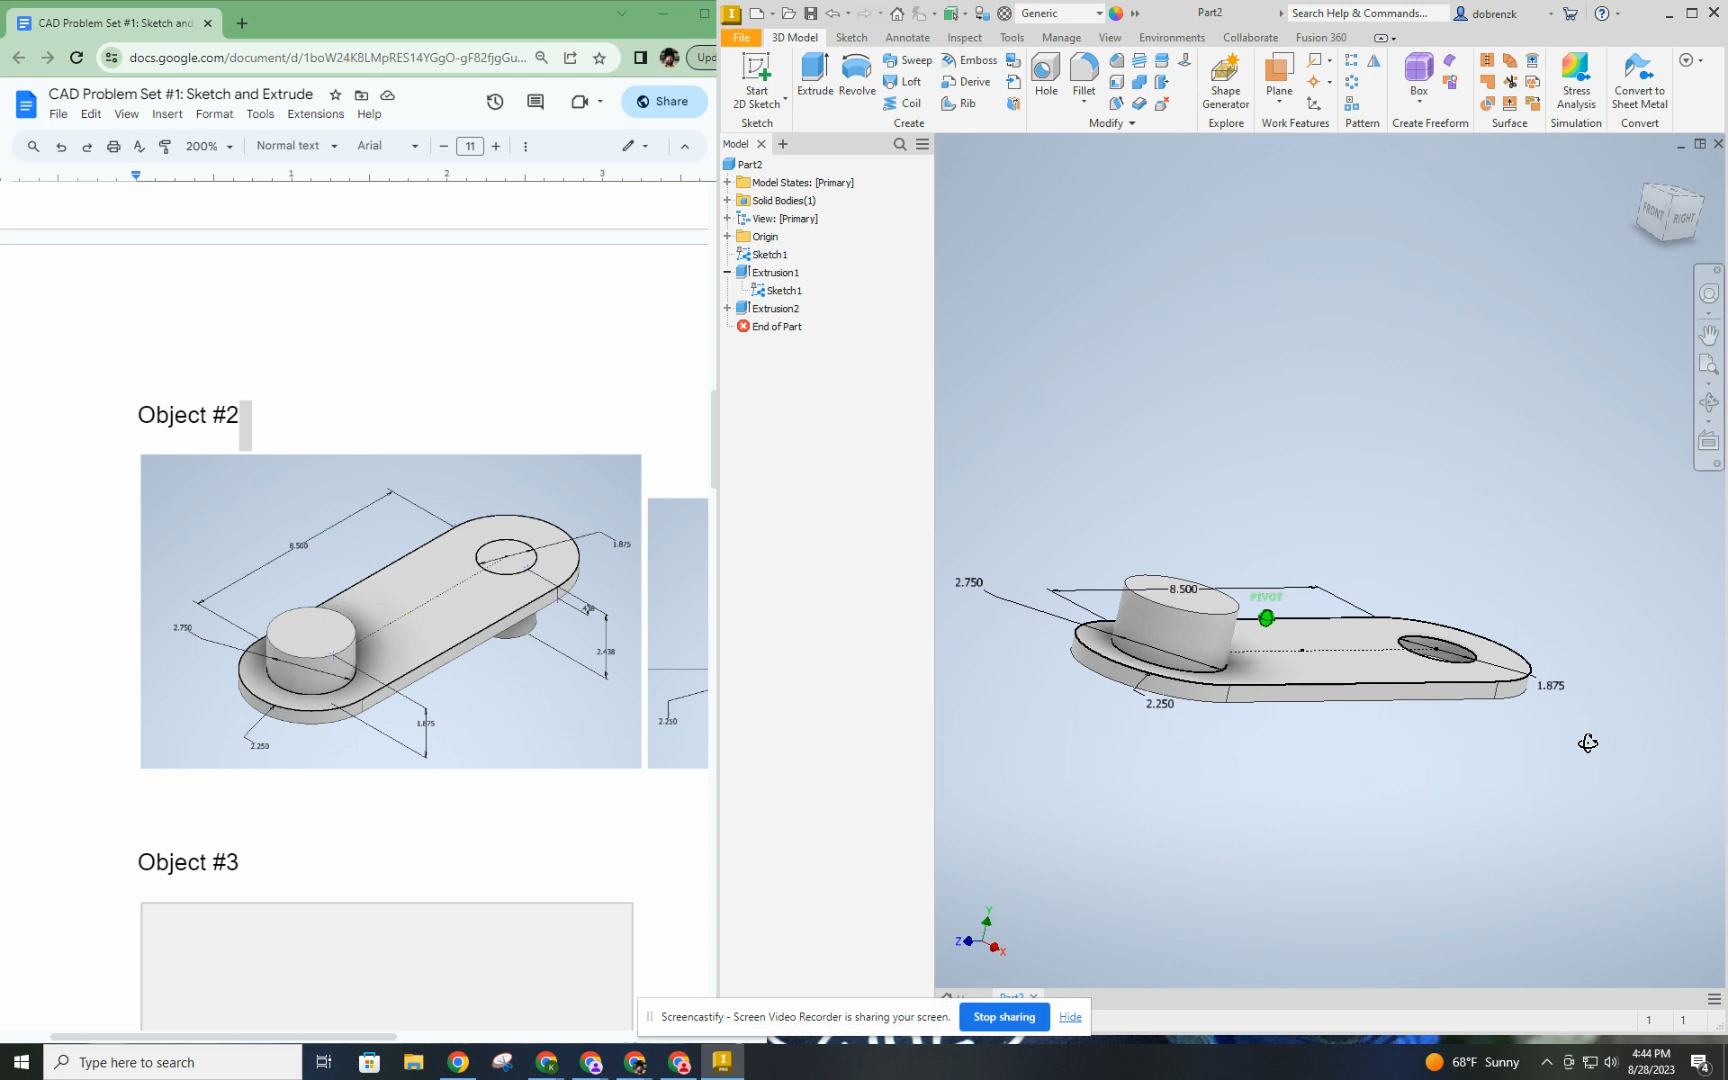 CAD Problem Set #1: Sketch and
docs.google.com/document/d/1boW24K8LMpRES14YGgO-gF82fjgGu...
Upd
CAD Problem Set #1: Sketch and Extrude
Share
File Edit View Insert Format Tools Extensions Help
200% Normal text Arial 11
1 2 3
Object #2
8.500
1.875
2.750
2.438
1.875
2.250
2.250
Object #3
Generic
Part2
Search Help & Commands...
dobrenzk
File 3D Model Sketch Annotate Inspect Tools Manage View Environments Collaborate Fusion 360
Start
2D Sketch
Sketch
Extrude Revolve
Sweep Emboss
Loft Derive
Coil Rib
Create
Hole Fillet
Modify
Shape
Generator
Explore
Plane
Work Features
Pattern
Box
Create Freeform
Surface
Stress
Analysis
Simulation
Convert to
Sheet Metal
Convert
Model
Part2
Model States: [Primary]
Solid Bodies(1)
View: [Primary]
Origin
Sketch1
Extrusion1
Sketch1
Extrusion2
End of Part
FRONT RIGHT
2.750
8.500
PIVOT
1.875
2.250
Y
Z
X
Part2
Screencastify - Screen Video Recorder is sharing your screen. Stop sharing Hide
1 1
Type here to search
68°F Sunny
4:44 PM
8/28/2023
4